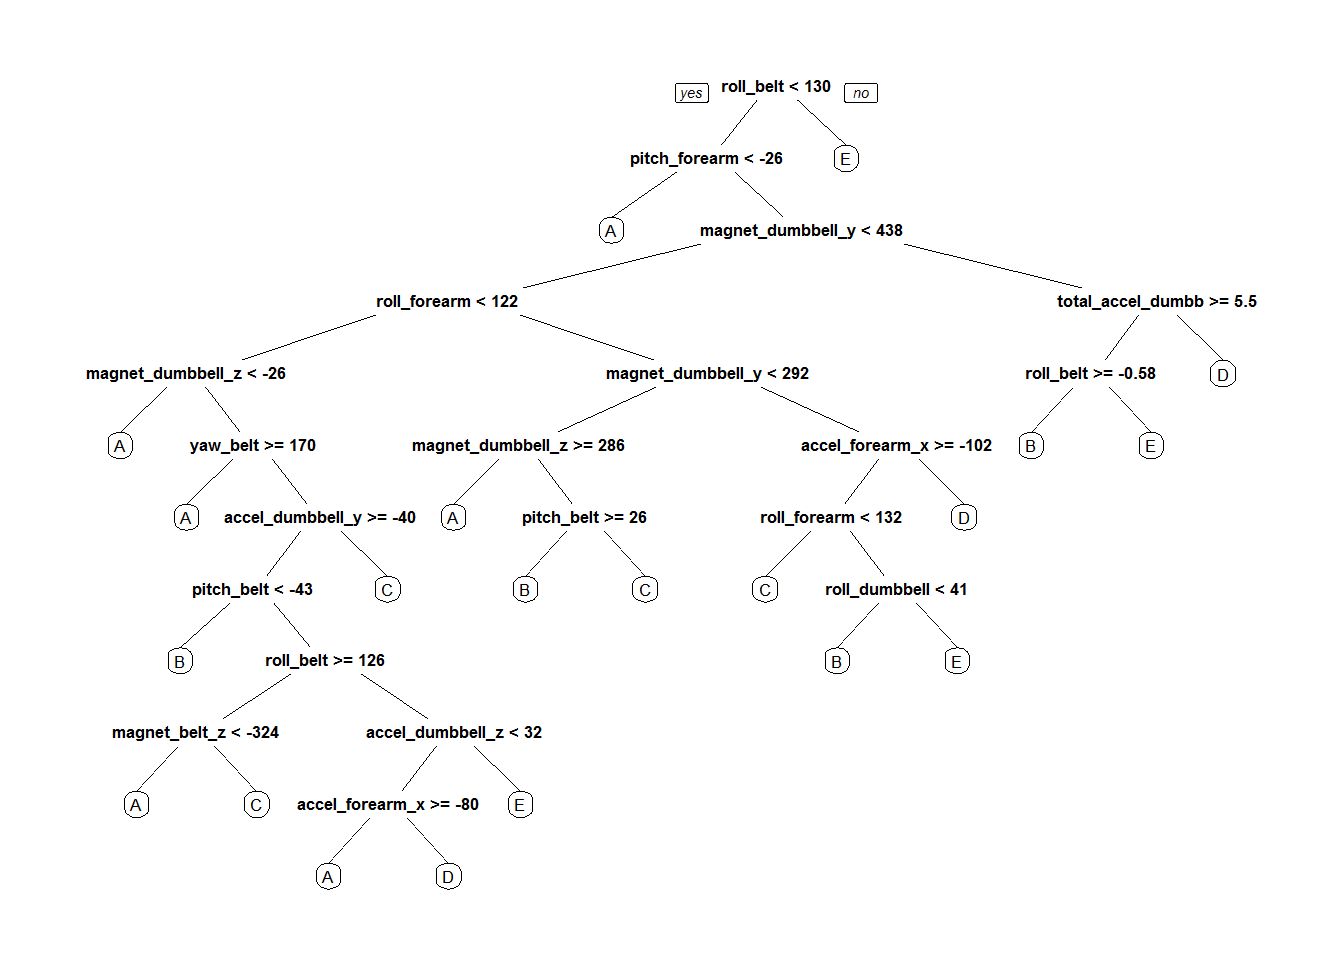 yes roll_belt < 130 no
pitch_forearm < -26 E
A magnet_dumbbell_y < 438
roll_forearm < 122 total_accel_dumbb >= 5.5
magnet_dumbbell_z < -26 magnet_dumbbell_y < 292 roll_belt >= -0.58 D
A yaw_belt >= 170 magnet_dumbbell_z >= 286 accel_forearm_x >= -102 B E
A accel_dumbbell_y >= -40 A pitch_belt >= 26 roll_forearm < 132 D
pitch_belt < -43 C B C C roll_dumbbell < 41
B roll_belt >= 126 B E
magnet_belt_z < -324 accel_dumbbell_z < 32
A C accel_forearm_x >= -80 E
A D